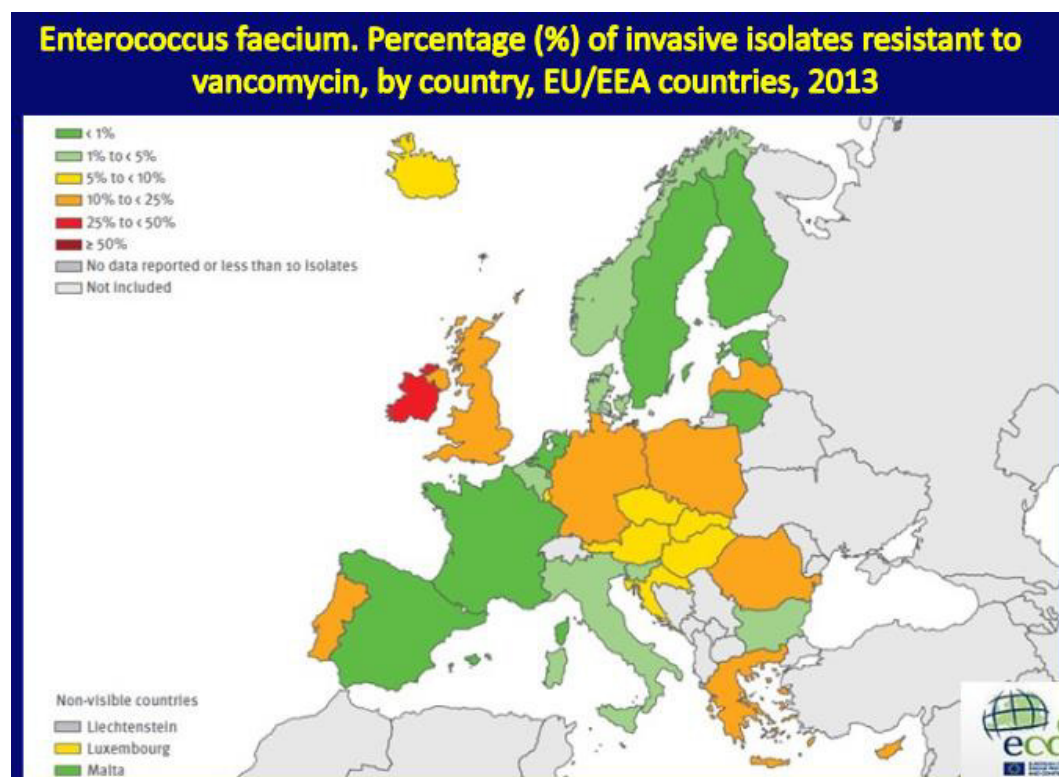 Enterococcus faecium. Percentage (%) of invasive isolates resistant to
vancomycin, by country, EU/EEA countries, 2013
< 1%
1% to < 5%
5% to < 10%
10% to < 25%
25% to < 50%
≥ 50%
No data reported or less than 10 isolates
Not included
Non-visible countries
Liechtenstein
Luxembourg
Malta